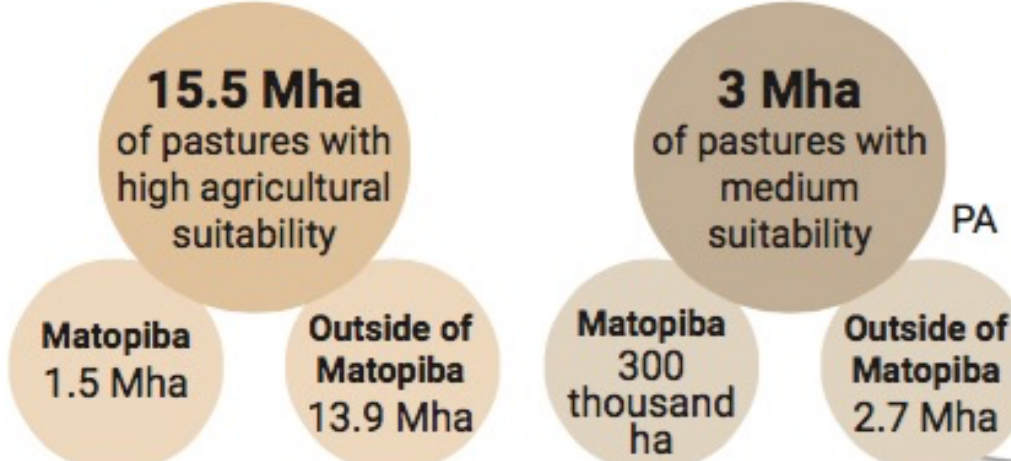 15.5 Mha
of pastures with
high agricultural
suitability
Matopiba
1.5 Mha
Outside of
Matopiba
13.9 Mha
3 Mha
of pastures with
medium
suitability
PA
Matopiba
300
thousand
ha
Outside of
Matopiba
2.7 Mha